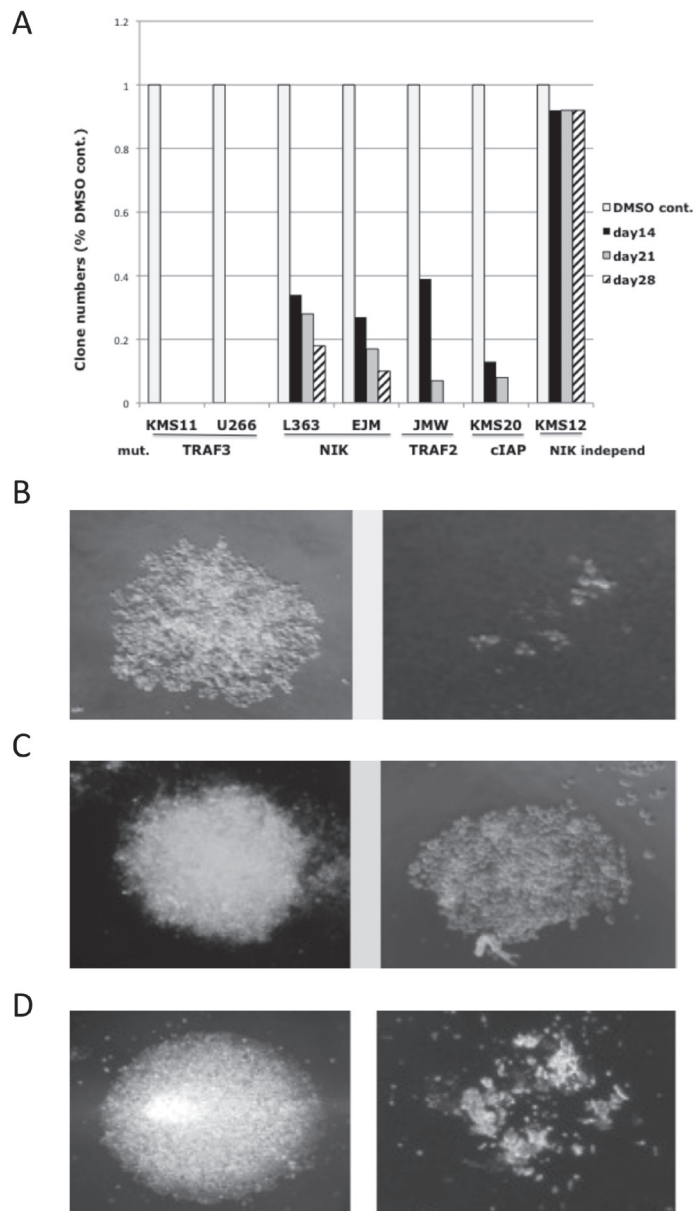 A
Clone numbers (% DMSO cont.)
1.2
1
0.8
0.6
0.4
0.2
0
DMSO cont.
day14
day21
day28
KMS11 U266 L363 EJM JMW KMS20 KMS12
mut. TRAF3 NIK TRAF2 cIAP NIK independ
B
C
D